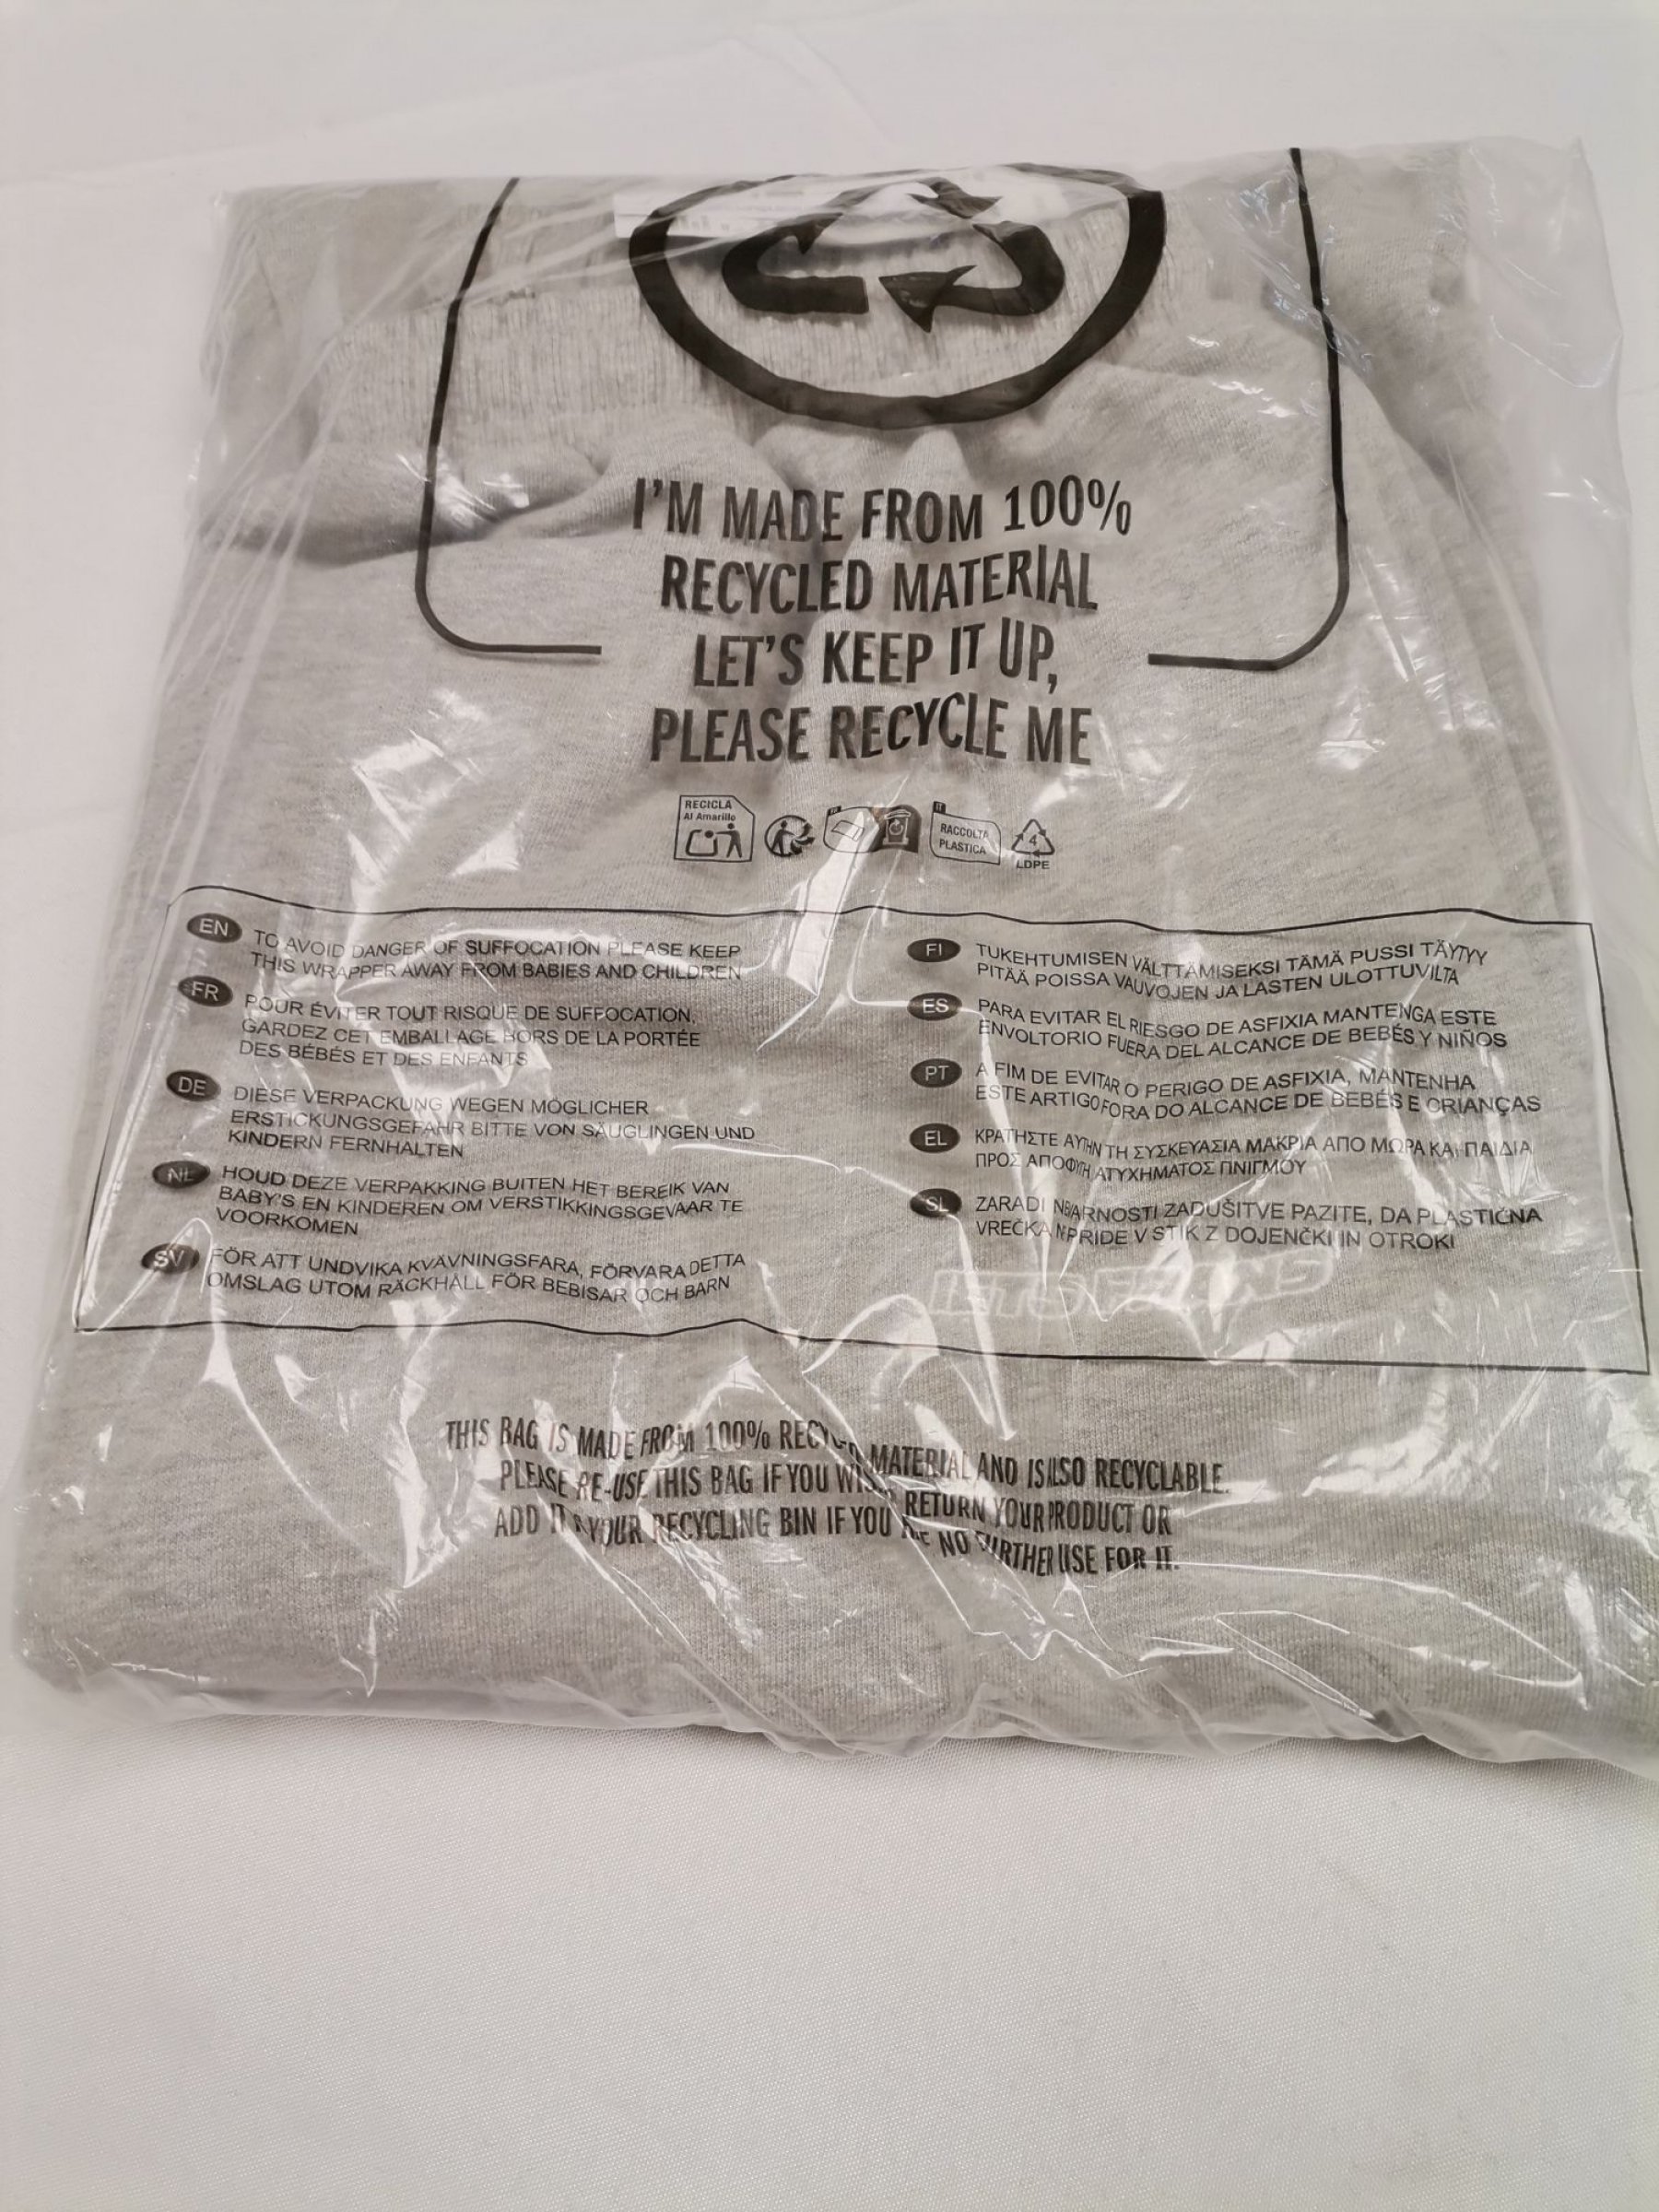 I'M MADE FROM 100%
RECYCLED MATERIAL
LET'S KEEP IT UP,
PLEASE RECYCLE ME
RECICLA
Al Amarillo
FR
IT
RACCOLTA
PLASTICA
4
LDPE
EN
TO AVOID DANGER OF SUFFOCATION PLEASE KEEP
THIS WRAPPER AWAY FROM BABIES AND CHILDREN
FR
POUR ÉVITER TOUT RISQUE DE SUFFOCATION,
GARDEZ CET EMBALLAGE HORS DE LA PORTÉE
DES BÉBÉS ET DES ENFANTS
DE
DIESE VERPACKUNG WEGEN MÖGLICHER
ERSTICKUNGSGEFAHR BITTE VON SÄUGLINGEN UND
KINDERN FERNHALTEN
NL
HOUD DEZE VERPAKKING BUITEN HET BEREIK VAN
BABY'S EN KINDEREN OM VERSTIKKINGSGEVAAR TE
VOORKOMEN
SV
FÖR ATT UNDVIKA KVÄVNINGSFARA, FÖRVARA DETTA
OMSLAG UTOM RÄCKHÅLL FÖR BEBISAR OCH BARN
FI
TUKEHTUMISEN VÄLTTÄMISEKSI TÄMÄ PUSSI TÄYTYY
PITÄÄ POISSA VAUVOJEN JA LASTEN ULOTTUVILTA
ES
PARA EVITAR EL RIESGO DE ASFIXIA MANTENGA ESTE
ENVOLTORIO FUERA DEL ALCANCE DE BEBÉS Y NIÑOS
PT
A FIM DE EVITAR O PERIGO DE ASFIXIA, MANTENHA
ESTE ARTIGO FORA DO ALCANCE DE BEBÉS E CRIANÇAS
EL
ΚΡΑΤΗΣΤΕ ΑΥΤΗΝ ΤΗ ΣΥΣΚΕΥΑΣΙΑ ΜΑΚΡΙΑ ΑΠΟ ΜΩΡΑ ΚΑΙ ΠΑΙΔΙΑ
ΠΡΟΣ ΑΠΟΦΥΓΗ ΑΤΥΧΗΜΑΤΟΣ ΠΝΙΓΜΟΥ
SL
ZARADI NEVARNOSTI ZADUŠITVE PAZITE, DA PLASTIČNA
VREČKA NE PRIDE V STIK Z DOJENČKI IN OTROKI
THIS BAG IS MADE FROM 100% RECYCLED MATERIAL AND IS ALSO RECYCLABLE.
PLEASE RE-USE THIS BAG IF YOU WISH TO RETURN YOUR PRODUCT OR
ADD IT TO YOUR RECYCLING BIN IF YOU HAVE NO FURTHER USE FOR IT.